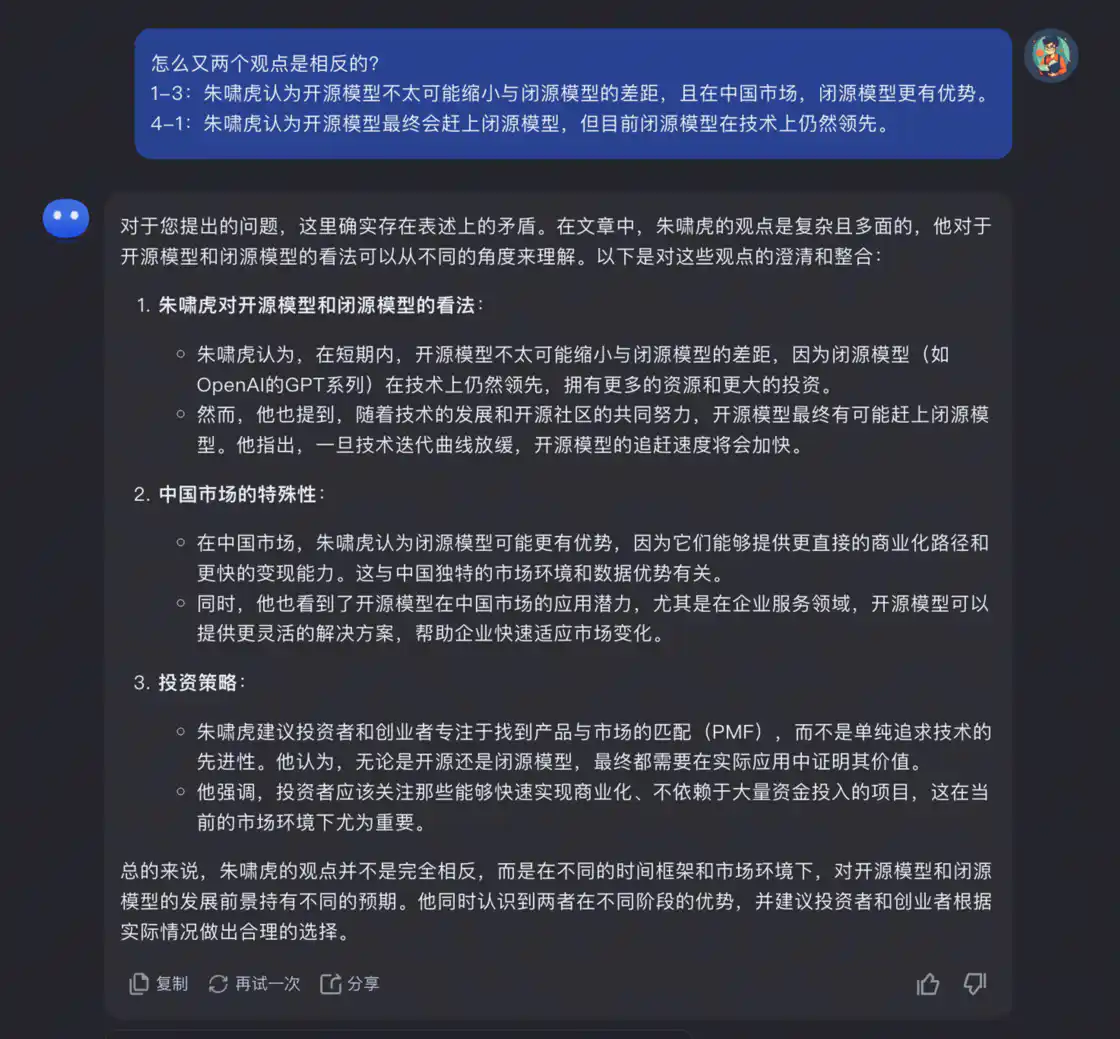 怎么又两个观点是相反的?
1-3：朱啸虎认为开源模型不太可能缩小与闭源模型的差距，且在中国市场，闭源模型更有优势。
4-1：朱啸虎认为开源模型最终会赶上闭源模型，但目前闭源模型在技术上仍然领先。
对于您提出的问题，这里确实存在表述上的矛盾。在文章中，朱啸虎的观点是复杂且多面的，他对于
开源模型和闭源模型的看法可以从不同的角度来理解。以下是对这些观点的澄清和整合：
1. 朱啸虎对开源模型和闭源模型的看法：
○ 朱啸虎认为，在短期内，开源模型不太可能缩小与闭源模型的差距，因为闭源模型（如
OpenAI的GPT系列）在技术上仍然领先，拥有更多的资源和更大的投资。
○ 然而，他也提到，随着技术的发展和开源社区的共同努力，开源模型最终有可能赶上闭源模
型。他指出，一旦技术迭代曲线放缓，开源模型的追赶速度将会加快。
2. 中国市场的特殊性：
○ 在中国市场，朱啸虎认为闭源模型可能更有优势，因为它们能够提供更直接的商业化路径和
更快的变现能力。这与中国独特的市场环境和数据优势有关。
○ 同时，他也看到了开源模型在中国市场的应用潜力，尤其是在企业服务领域，开源模型可以
提供更灵活的解决方案，帮助企业快速适应市场变化。
3. 投资策略：
○ 朱啸虎建议投资者和创业者专注于找到产品与市场的匹配（PMF），而不是单纯追求技术的
先进性。他认为，无论是开源还是闭源模型，最终都需要在实际应用中证明其价值。
○ 他强调，投资者应该关注那些能够快速实现商业化、不依赖于大量资金投入的项目，这在当
前的市场环境下尤为重要。
总的来说，朱啸虎的观点并不是完全相反，而是在不同的时间框架和市场环境下，对开源模型和闭源
模型的发展前景持有不同的预期。他同时认识到两者在不同阶段的优势，并建议投资者和创业者根据
实际情况做出合理的选择。
复制 再试一次 分享